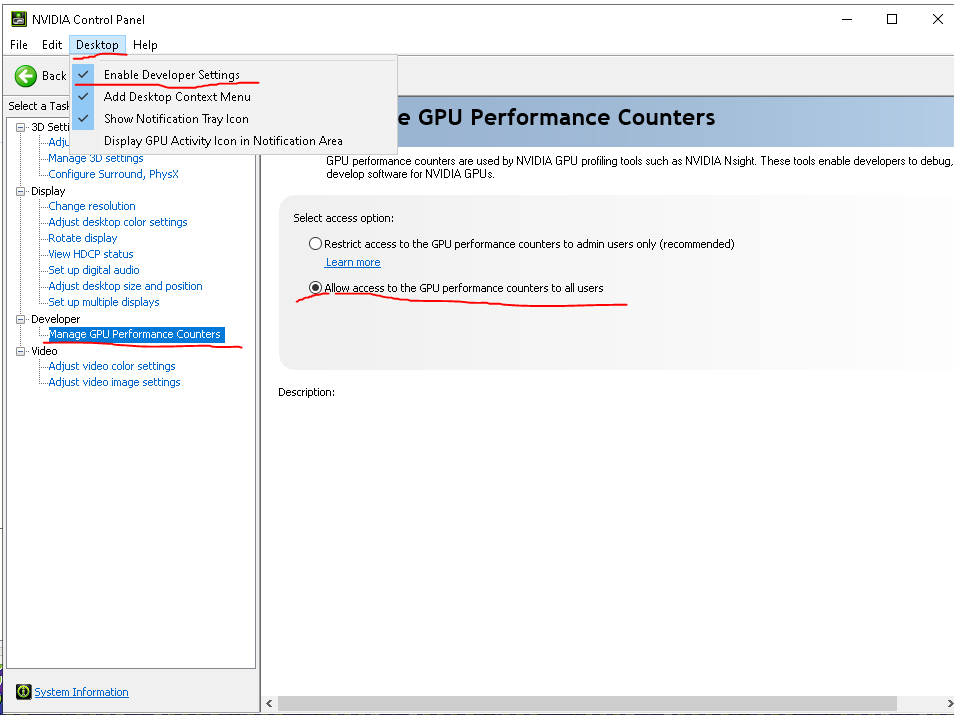 NVIDIA Control Panel
File Edit Desktop Help
Enable Developer Settings
Add Desktop Context Menu
Show Notification Tray Icon
Display GPU Activity Icon in Notification Area
Back
Select a Task
3D Setti
Adju
Manage 3D settings
Configure Surround, PhysX
Display
Change resolution
Adjust desktop color settings
Rotate display
View HDCP status
Set up digital audio
Adjust desktop size and position
Set up multiple displays
Developer
Manage GPU Performance Counters
Video
Adjust video color settings
Adjust video image settings
System Information
e GPU Performance Counters
GPU performance counters are used by NVIDIA GPU profiling tools such as NVIDIA Nsight. These tools enable developers to debug,
develop software for NVIDIA GPUs.
Select access option:
Restrict access to the GPU performance counters to admin users only (recommended)
Learn more
Allow access to the GPU performance counters to all users
Description: